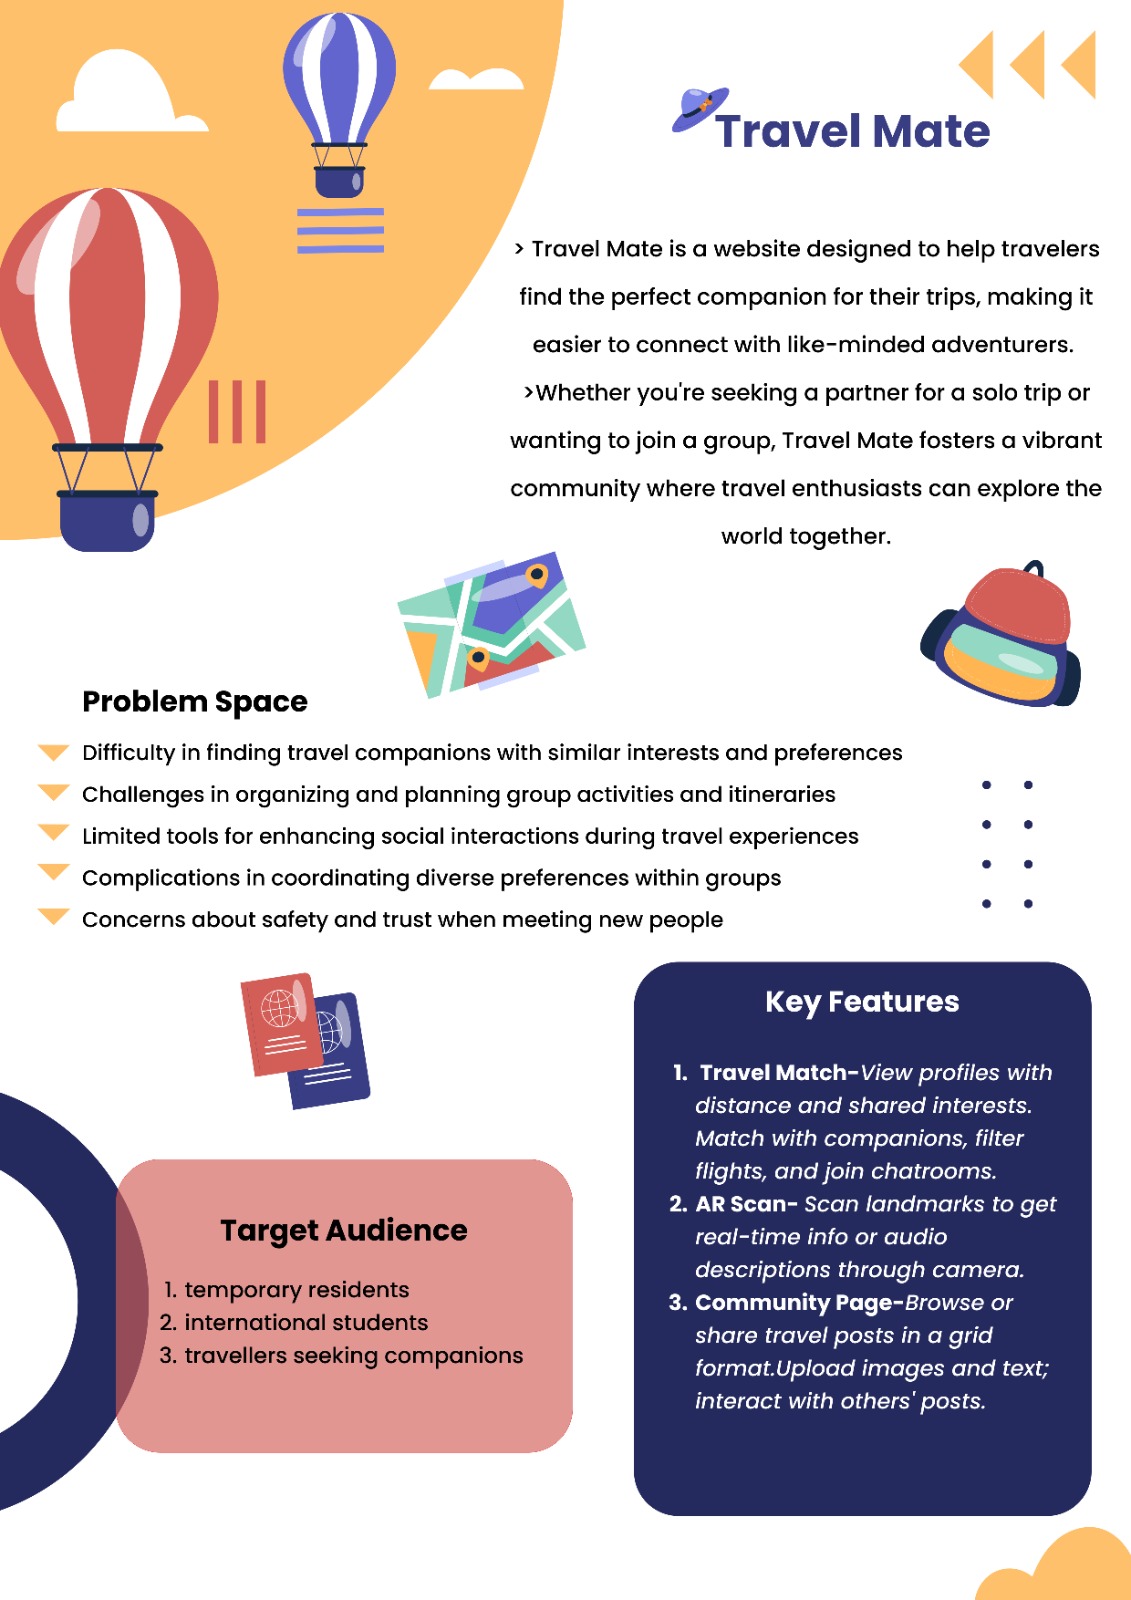 Travel Mate
> Travel Mate is a website designed to help travelers
find the perfect companion for their trips, making it
easier to connect with like-minded adventurers.
>Whether you're seeking a partner for a solo trip or
wanting to join a group, Travel Mate fosters a vibrant
community where travel enthusiasts can explore the
world together.
Problem Space
Difficulty in finding travel companions with similar interests and preferences
Challenges in organizing and planning group activities and itineraries
Limited tools for enhancing social interactions during travel experiences
Complications in coordinating diverse preferences within groups
Concerns about safety and trust when meeting new people
Target Audience
1. temporary residents
2. international students
3. travellers seeking companions
Key Features
1. Travel Match-View profiles with
distance and shared interests.
Match with companions, filter
flights, and join chatrooms.
2. AR Scan- Scan landmarks to get
real-time info or audio
descriptions through camera.
3. Community Page-Browse or
share travel posts in a grid
format.Upload images and text;
interact with others' posts.